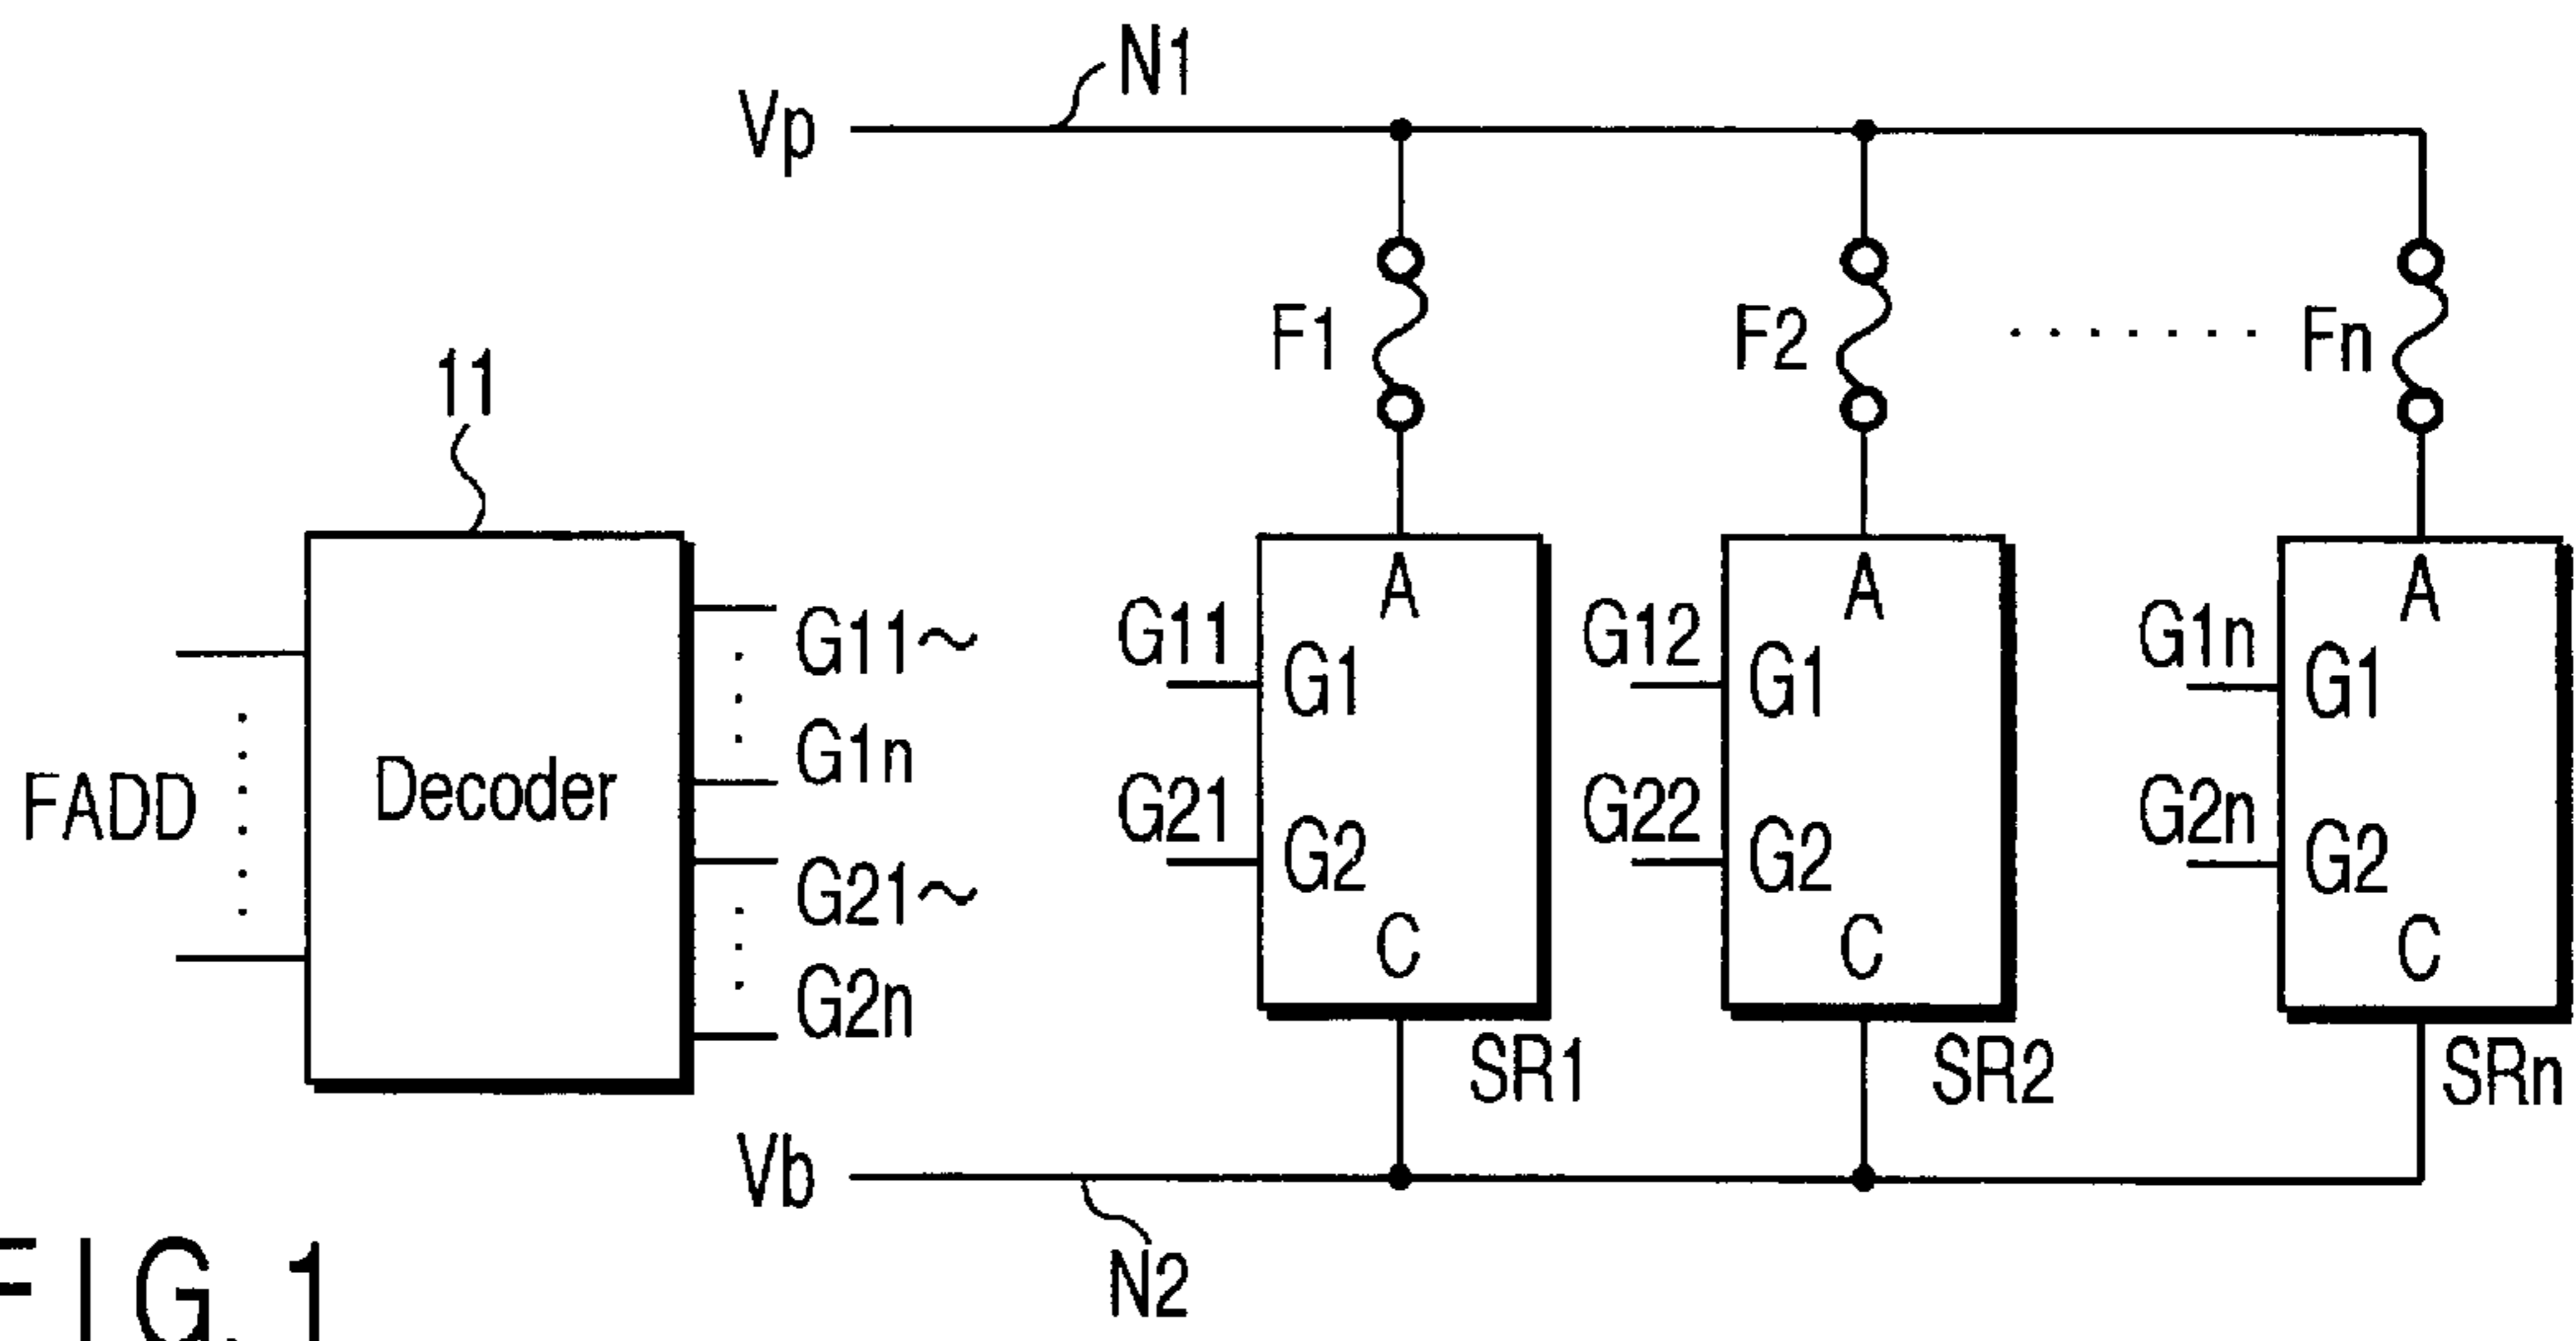 N1
Vp
F1
F2
Fn
11
Decoder
FADD
G11~
G1n
G21~
G2n
A
G11
G1
G21
G2
C
SR1
A
G12
G1
G22
G2
C
SR2
A
G1n
G1
G2n
G2
C
SRn
Vb
N2
FIG. 1